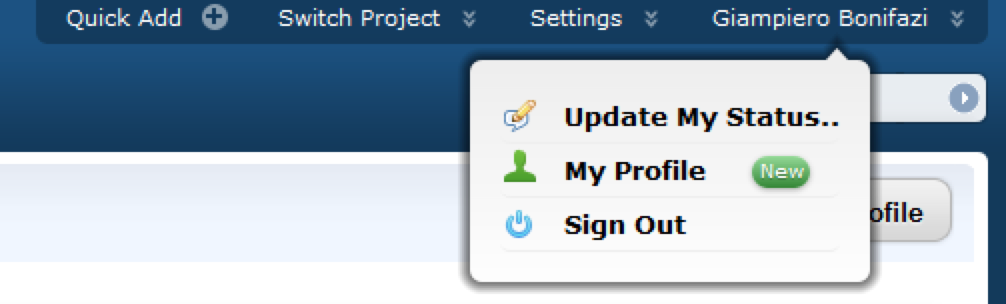 Quick Add Switch Project Settings Giampiero Bonifazi
Update My Status..
My Profile New
Sign Out
ofile